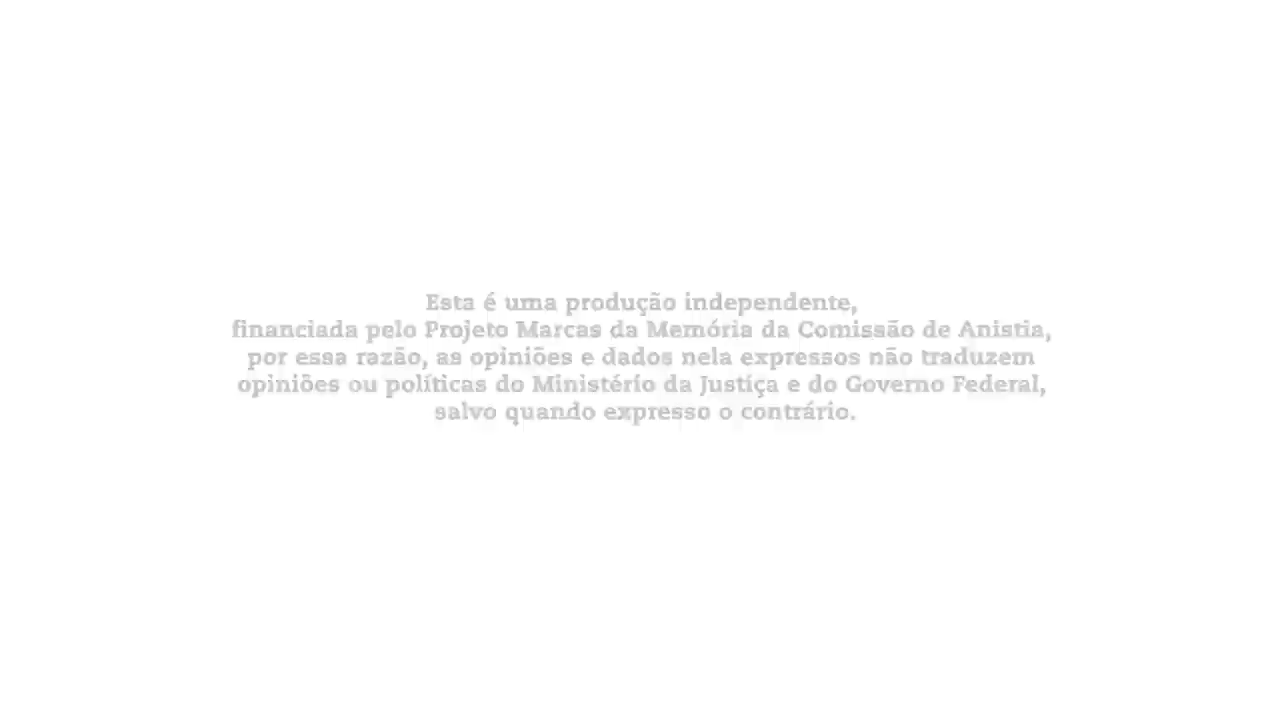 Esta é uma produção independente,
financiada pelo Projeto Marcas da Memória da Comissão de Anistia,
por essa razão, as opiniões e dados nela expressos não traduzem
opiniões ou políticas do Ministério da Justiça e do Governo Federal,
salvo quando expresso o contrário.